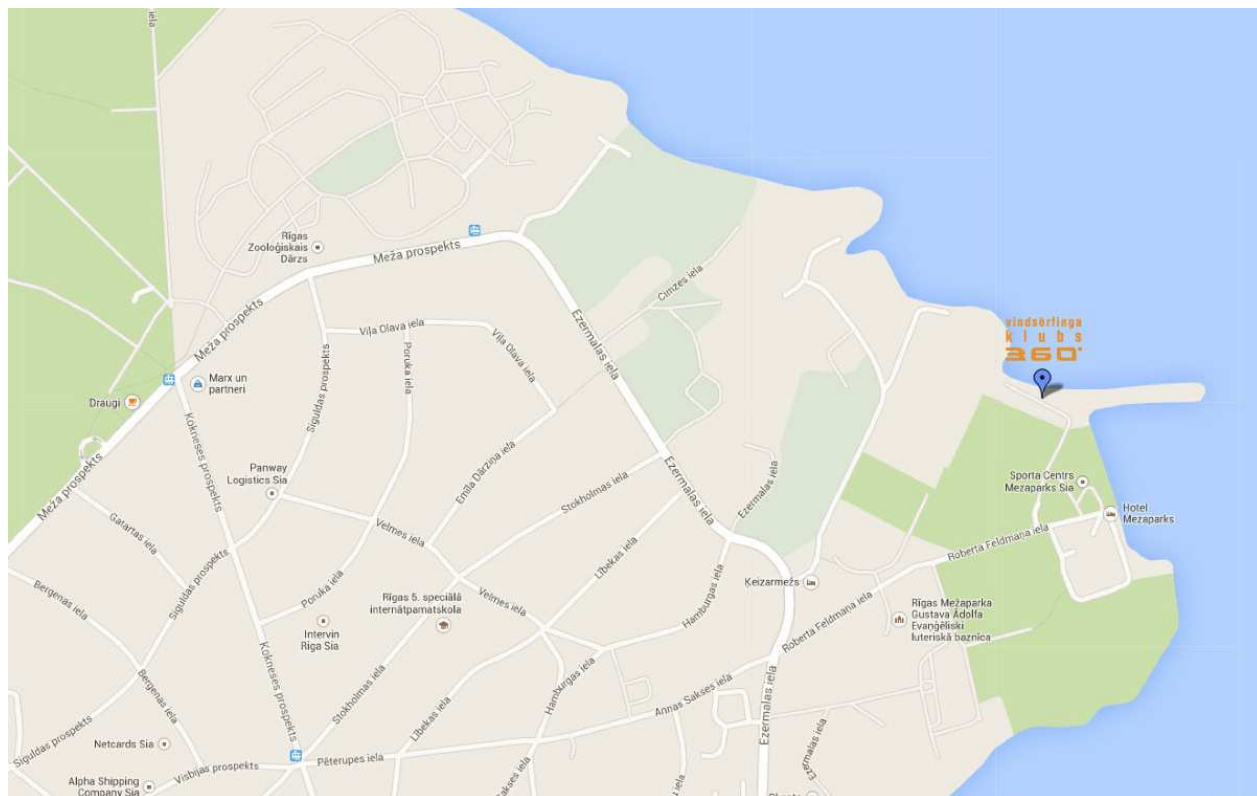 iela
Rīgas
Zooloģiskais
Dārzs
Meža prospekts
Meža prospekts
Cimzes iela
vindsērfinga
klubs
360°
Viļa Olava iela
Viļa Olava iela
Ezermalas iela
Poruka iela
Siguldas prospekts
Marx un
partneri
Draugi
Kokneses prospekts
Meža prospekts
Panway
Logistics Sia
Emīla Dārziņa iela
Stokholmas iela
Ezermalas iela
Ezermalas iela
Sporta Centrs
Mezaparks Sia
Hotel
Mezaparks
Gatartas iela
Velmes iela
Roberta Feldmaņa iela
Siguldas prospekts
Lībekas iela
Bergenas iela
Poruka iela
Rīgas 5. speciālā
internātpamatskola
Velmes iela
Ķeizarmežs
Hamburgas iela
Roberta Feldmaņa iela
Rīgas Mežaparka
Gustava Ādolfa
Evaņģēliski
luteriskā baznīca
Intervin
Riga Sia
Kokneses prospekts
Bergenas iela
Stokholmas iela
Hamburgas iela
Lībekas iela
Annas Sakses iela
Ezermalas iela
Netcards Sia
Siguldas prospekts
Pēterupes iela
Visbijas prospekts
Ezermalas iela
Alpha Shipping
Company Sia
Sakses iela